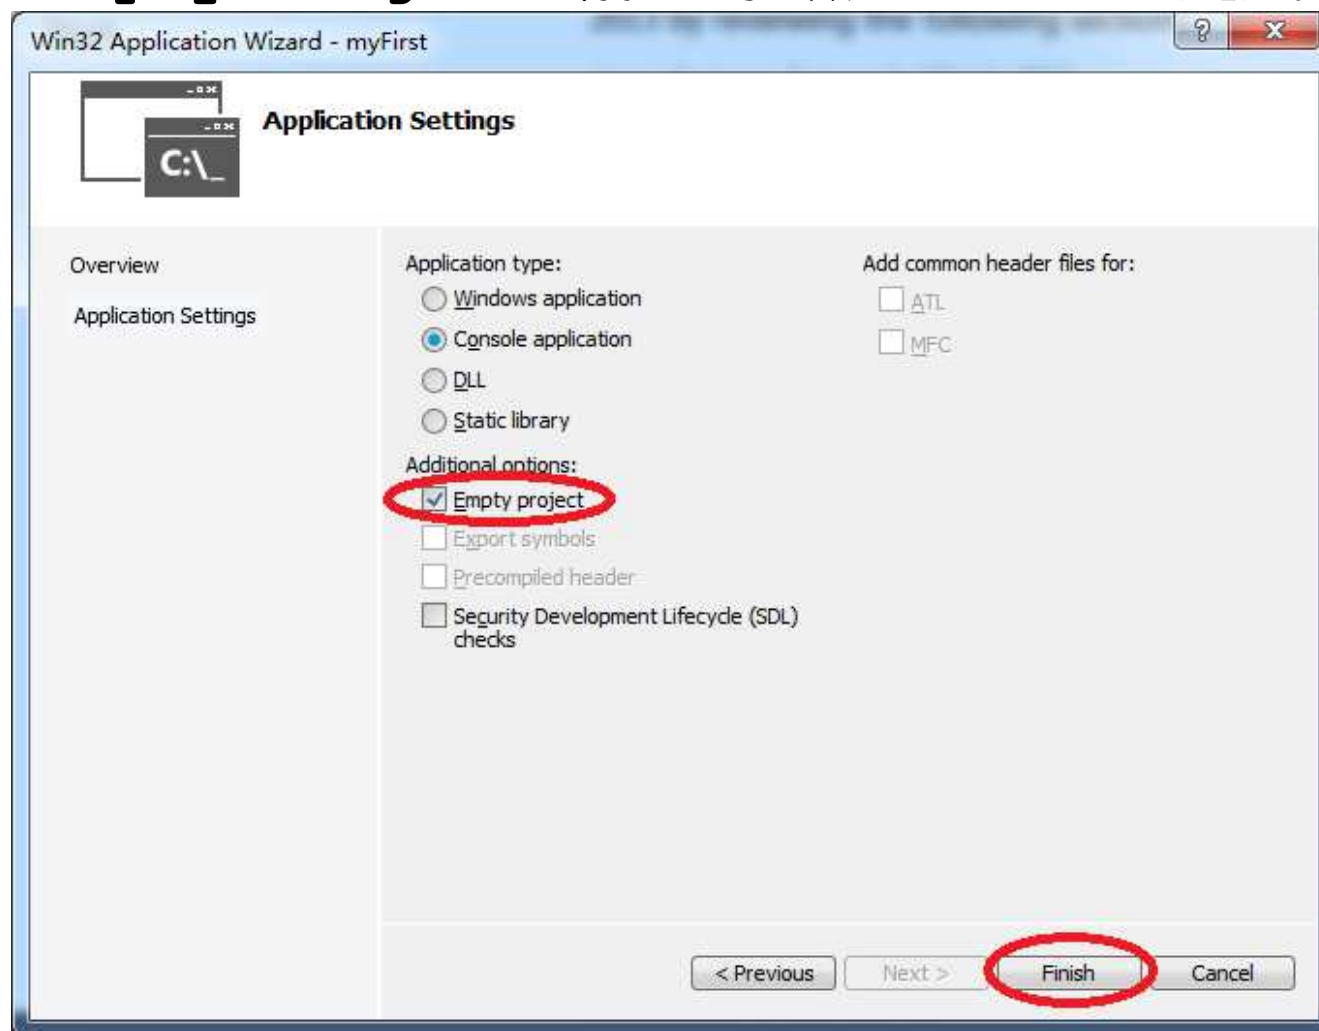 Win32 Application Wizard - myFirst
C:\_
Application Settings
Overview
Application Settings
Application type:
Windows application
Console application
DLL
Static library
Additional options:
Empty project
Export symbols
Precompiled header
Security Development Lifecycle (SDL)
checks
Add common header files for:
ATL
MFC
< Previous
Next >
Finish
Cancel